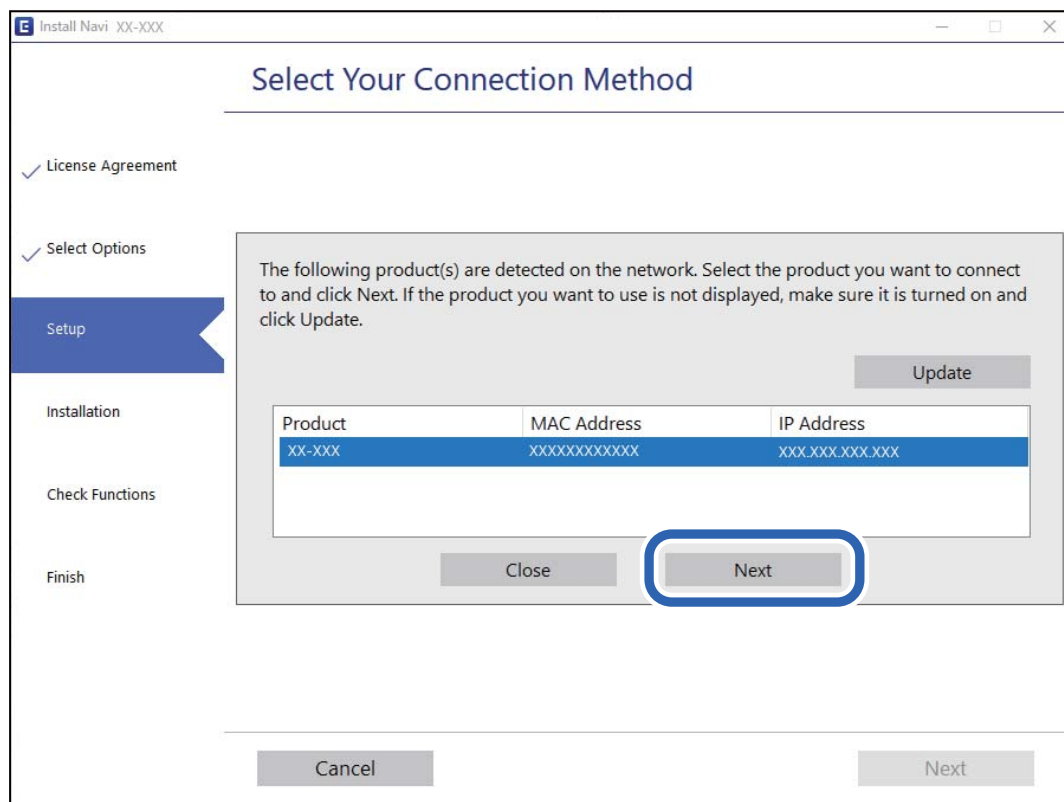 E Install Navi XX-XXX
Select Your Connection Method
License Agreement
Select Options
Setup
Installation
Check Functions
Finish
The following product(s) are detected on the network. Select the product you want to connect
to and click Next. If the product you want to use is not displayed, make sure it is turned on and
click Update.
Update
Product MAC Address IP Address
XX-XXX XXXXXXXXXXXX XXX.XXX.XXX.XXX
Close Next
Cancel Next